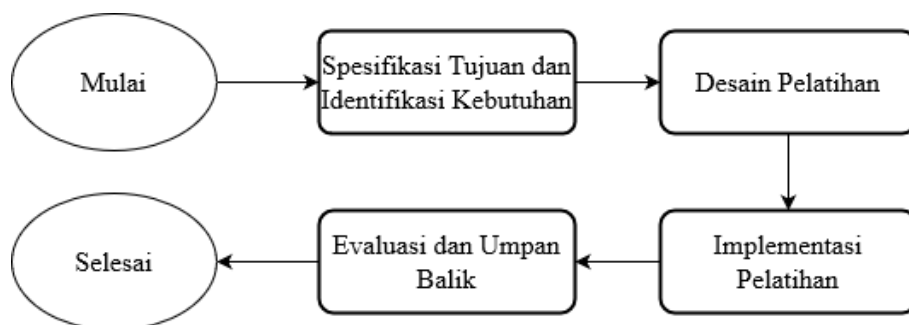 Mulai
Spesifikasi Tujuan dan
Identifikasi Kebutuhan
Desain Pelatihan
Implementasi
Pelatihan
Evaluasi dan Umpan
Balik
Selesai